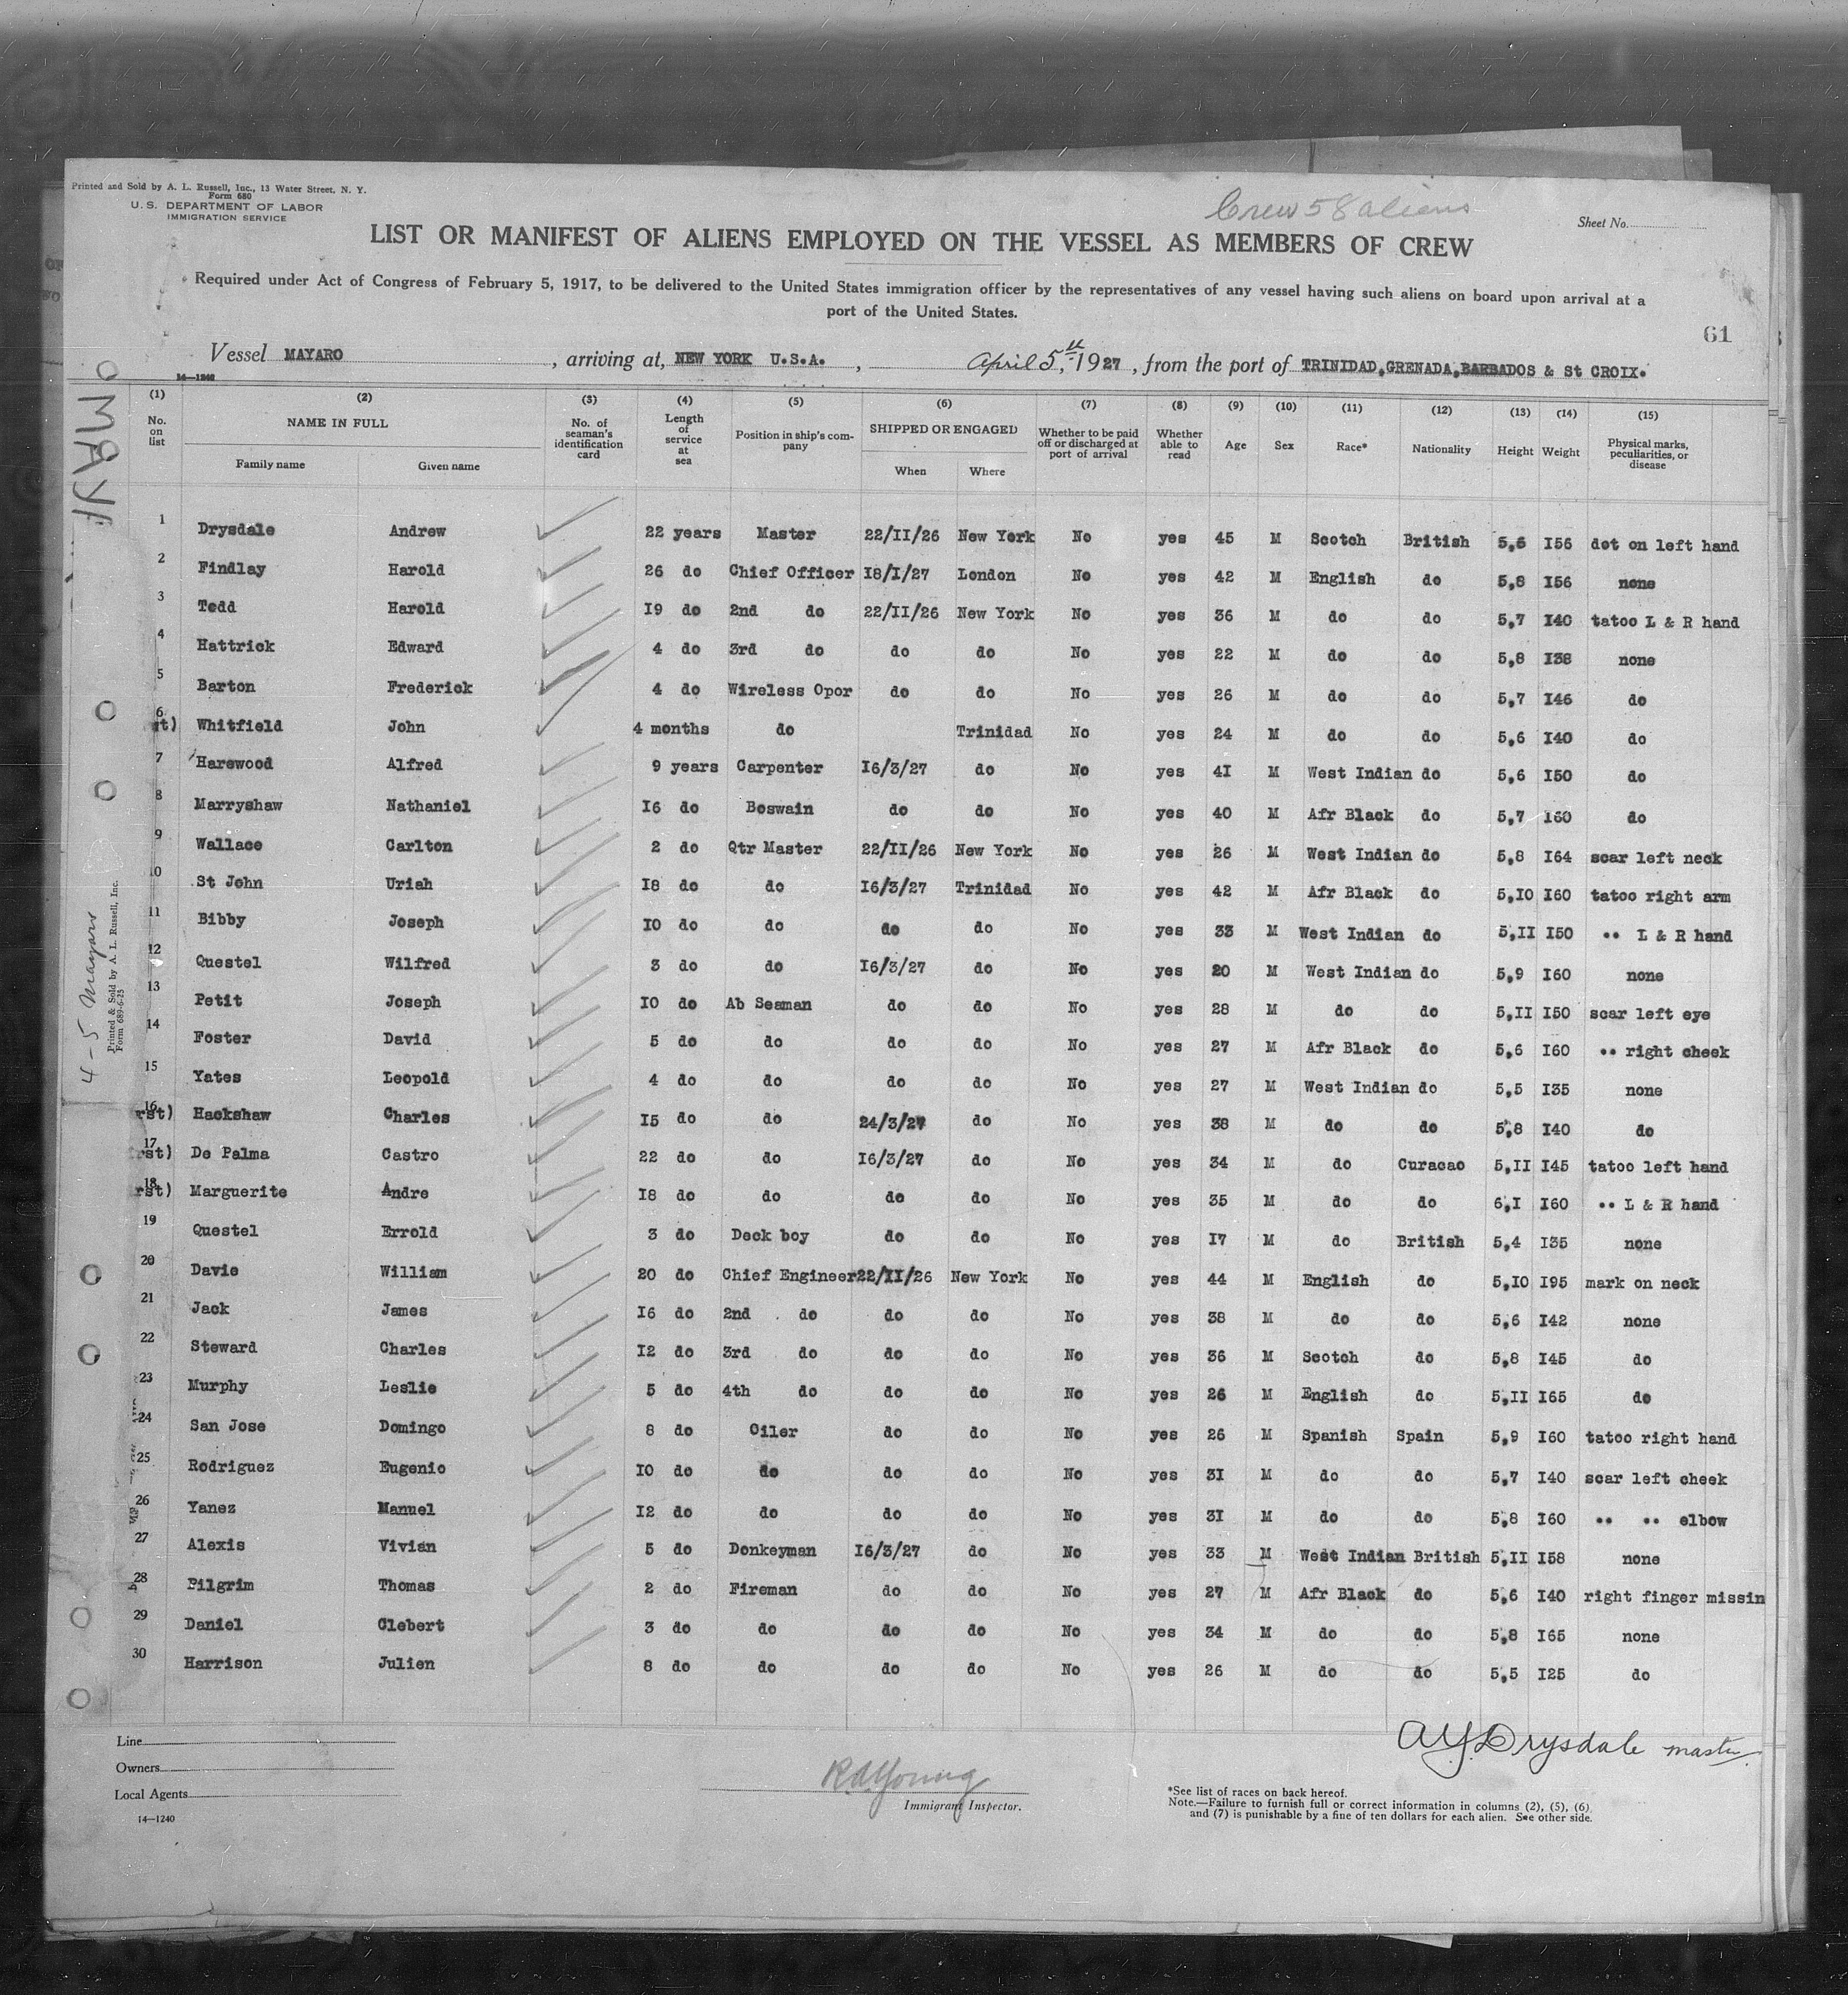 Printed and Sold by A. L. Russell, Inc., 13 Water Street, N. Y.
Form 680
U. S. DEPARTMENT OF LABOR
IMMIGRATION SERVICE
Crew 58 aliens
Sheet No.
LIST OR MANIFEST OF ALIENS EMPLOYED ON THE VESSEL AS MEMBERS OF CREW
Required under Act of Congress of February 5, 1917, to be delivered to the United States immigration officer by the representatives of any vessel having such aliens on board upon arrival at a
port of the United States.
61
Vessel MAYARO, arriving at, NEW YORK U.S.A., April 5th, 1927, from the port of TRINIDAD,GRENADA,BARBADOS & St CROIX.
14—1240
(1) (2) (3) (4) (5) (6) (7) (8) (9) (10) (11) (12) (13) (14) (15)
No. on list NAME IN FULL Family name Given name No. of seaman's identification card Length of service at sea Position in ship's company SHIPPED OR ENGAGED When Where Whether to be paid off or discharged at port of arrival Whether able to read Age Sex Race* Nationality Height Weight Physical marks, peculiarities, or disease
1 Drysdale Andrew 22 years Master 22/II/26 New York No yes 45 M Scotch British 5,6 I56 dot on left hand
2 Findlay Harold 26 do Chief Officer I8/I/27 London No yes 42 M English do 5,8 I56 none
3 Tedd Harold I9 do 2nd do 22/II/26 New York No yes 36 M do do 5,7 I40 tatoo L & R hand
4 Hattrick Edward 4 do 3rd do do do No yes 22 M do do 5,8 I38 none
5 Barton Frederick 4 do Wireless Opor do do No yes 26 M do do 5,7 I46 do
6 st) Whitfield John 4 months do Trinidad No yes 24 M do do 5,6 I40 do
7 Harewood Alfred 9 years Carpenter I6/3/27 do No yes 4I M West Indian do 5,6 I50 do
8 Marryshaw Nathaniel I6 do Boswain do do No yes 40 M Afr Black do 5,7 I60 do
9 Wallace Carlton 2 do Qtr Master 22/II/26 New York No yes 26 M West Indian do 5,8 I64 scar left neck
10 St John Uriah I8 do do I6/3/27 Trinidad No yes 42 M Afr Black do 5,I0 I60 tatoo right arm
11 Bibby Joseph I0 do do do do No yes 33 M West Indian do 5,II I50 •• L & R hand
12 Questel Wilfred 3 do do I6/3/27 do No yes 20 M West Indian do 5,9 I60 none
13 Petit Joseph I0 do Ab Seaman do do No yes 28 M do do 5,II I50 scar left eye
14 Foster David 5 do do do do No yes 27 M Afr Black do 5,6 I60 •• right cheek
15 Yates Leopold 4 do do do do No yes 27 M West Indian do 5,5 I35 none
16 rst) Hackshaw Charles I5 do do 24/3/27 do No yes 38 M do do 5,8 I40 do
17 rst) De Palma Castro 22 do do I6/3/27 do No yes 34 M do Curacao 5,II I45 tatoo left hand
18 rst) Marguerite Andre I8 do do do do No yes 35 M do do 6,I I60 •• L & R hand
19 Questel Errold 3 do Deck boy do do No yes I7 M do British 5,4 I35 none
20 Davie William 20 do Chief Engineer 22/II/26 New York No yes 44 M English do 5,I0 I95 mark on neck
21 Jack James I6 do 2nd do do do No yes 38 M do do 5,6 I42 none
22 Steward Charles I2 do 3rd do do do No yes 36 M Scotch do 5,8 I45 do
23 Murphy Leslie 5 do 4th do do do No yes 26 M English do 5,II I65 do
24 San Jose Domingo 8 do Oiler do do No yes 26 M Spanish Spain 5,9 I60 tatoo right hand
25 Rodriguez Eugenio I0 do do do do No yes 3I M do do 5,7 I40 scar left cheek
26 Yanez Manuel I2 do do do do No yes 3I M do do 5,8 I60 •• •• elbow
27 Alexis Vivian 5 do Donkeyman I6/3/27 do No yes 33 M West Indian British 5,II I58 none
28 Pilgrim Thomas 2 do Fireman do do No yes 27 M Afr Black do 5,6 I40 right finger missin
29 Daniel Clebert 3 do do do do No yes 34 M do do 5,8 I65 none
30 Harrison Julien 8 do do do do No yes 26 M do do 5,5 I25 do
4-5 Mayaro
Printed & Sold by A. L. Russell, Inc.
Form 689-6-25
Line
Owners
Local Agents
14—1240
A Y Drysdale master
R A Young
Immigrant Inspector.
*See list of races on back hereof.
Note.—Failure to furnish full or correct information in columns (2), (5), (6)
and (7) is punishable by a fine of ten dollars for each alien. See other side.